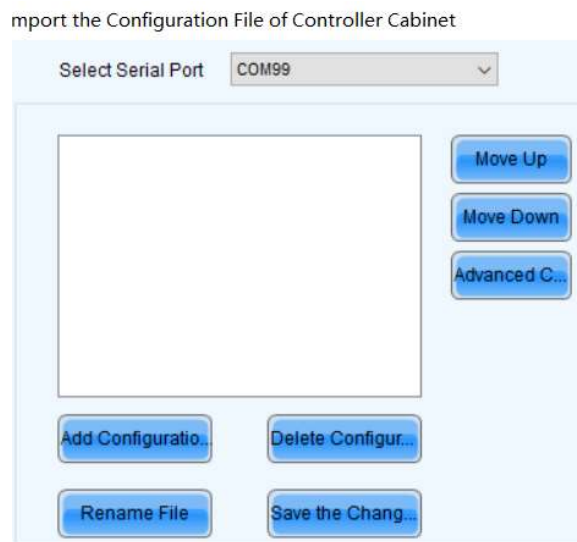 mport the Configuration File of Controller Cabinet
Select Serial Port COM99
Move Up
Move Down
Advanced C...
Add Configuratio... Delete Configur...
Rename File Save the Chang...